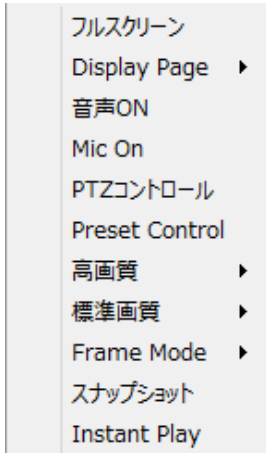 フルスクリーン
Display Page
音声ON
Mic On
PTZコントロール
Preset Control
高画質
標準画質
Frame Mode
スナップショット
Instant Play